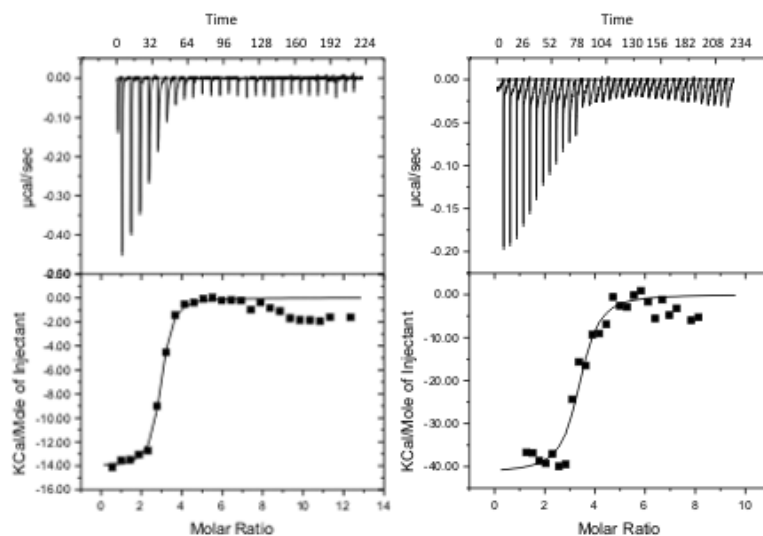 Time
0 32 64 96 128 160 192 224
0.00
-0.10
-0.20
-0.30
-0.40
µcal/sec
0.00
-2.00
-4.00
-6.00
-8.00
-10.00
-12.00
-14.00
-16.00
KCal/Mole of Injectant
0 2 4 6 8 10 12 14
Molar Ratio
Time
0 26 52 78 104 130 156 182 208 234
0.00
-0.05
-0.10
-0.15
-0.20
µcal/sec
0.00
-10.00
-20.00
-30.00
-40.00
KCal/Mole of Injectant
0 2 4 6 8 10
Molar Ratio